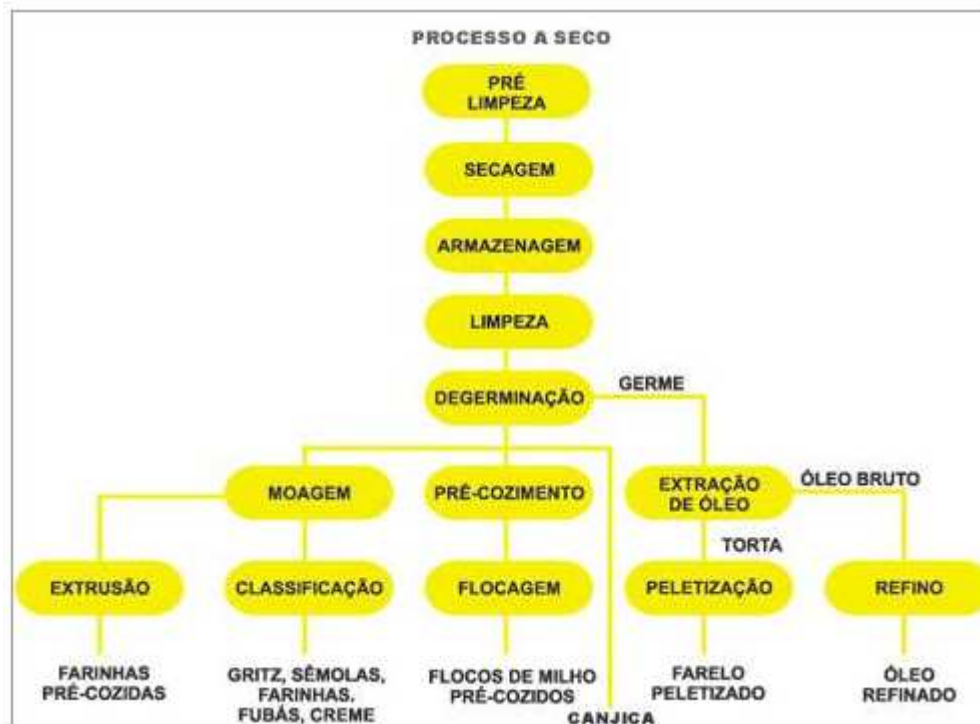 PROCESSO A SECO
PRÉ
LIMPEZA
SECAGEM
ARMAZENAGEM
LIMPEZA
DEGERMINAÇÃO
GERME
MOAGEM
PRÉ-COZIMENTO
EXTRAÇÃO
DE ÓLEO
ÓLEO BRUTO
TORTA
EXTRUSÃO
CLASSIFICAÇÃO
FLOCAGEM
PELETIZAÇÃO
REFINO
FARINHAS
PRÉ-COZIDAS
GRITZ, SÊMOLAS,
FARINHAS,
FUBÁS, CREME
FLOCOS DE MILHO
PRÉ-COZIDOS
CANJICA
FARELO
PELETIZADO
ÓLEO
REFINADO